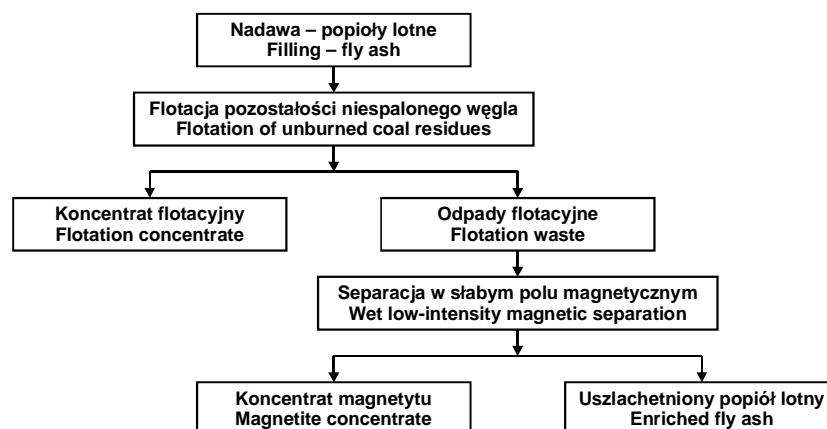 Nadawa – popioły lotne
Filling – fly ash
Flotacja pozostałości niespalonego węgla
Flotation of unburned coal residues
Koncentrat flotacyjny
Flotation concentrate
Odpady flotacyjne
Flotation waste
Separacja w słabym polu magnetycznym
Wet low-intensity magnetic separation
Koncentrat magnetytu
Magnetite concentrate
Uszlachetniony popiół lotny
Enriched fly ash